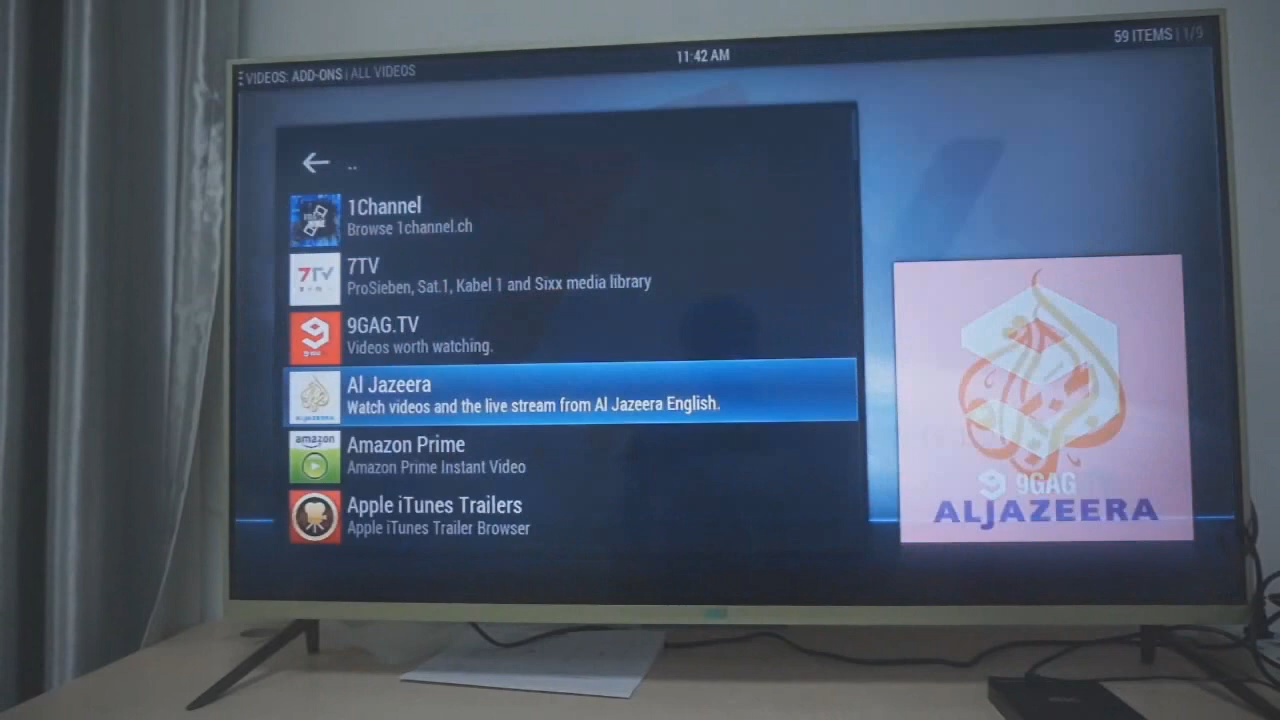 VIDEOS: ADD-ONS | ALL VIDEOS
11:42 AM
59 ITEMS | 1/9
..
1Channel
Browse 1channel.ch
7TV
7TV
ProSieben, Sat.1, Kabel 1 and Sixx media library
9GAG.TV
Videos worth watching.
Al Jazeera
Watch videos and the live stream from Al Jazeera English.
ALJAZEERA
amazon
Amazon Prime
Amazon Prime Instant Video
Apple iTunes Trailers
Apple iTunes Trailer Browser
9GAG
ALJAZEERA